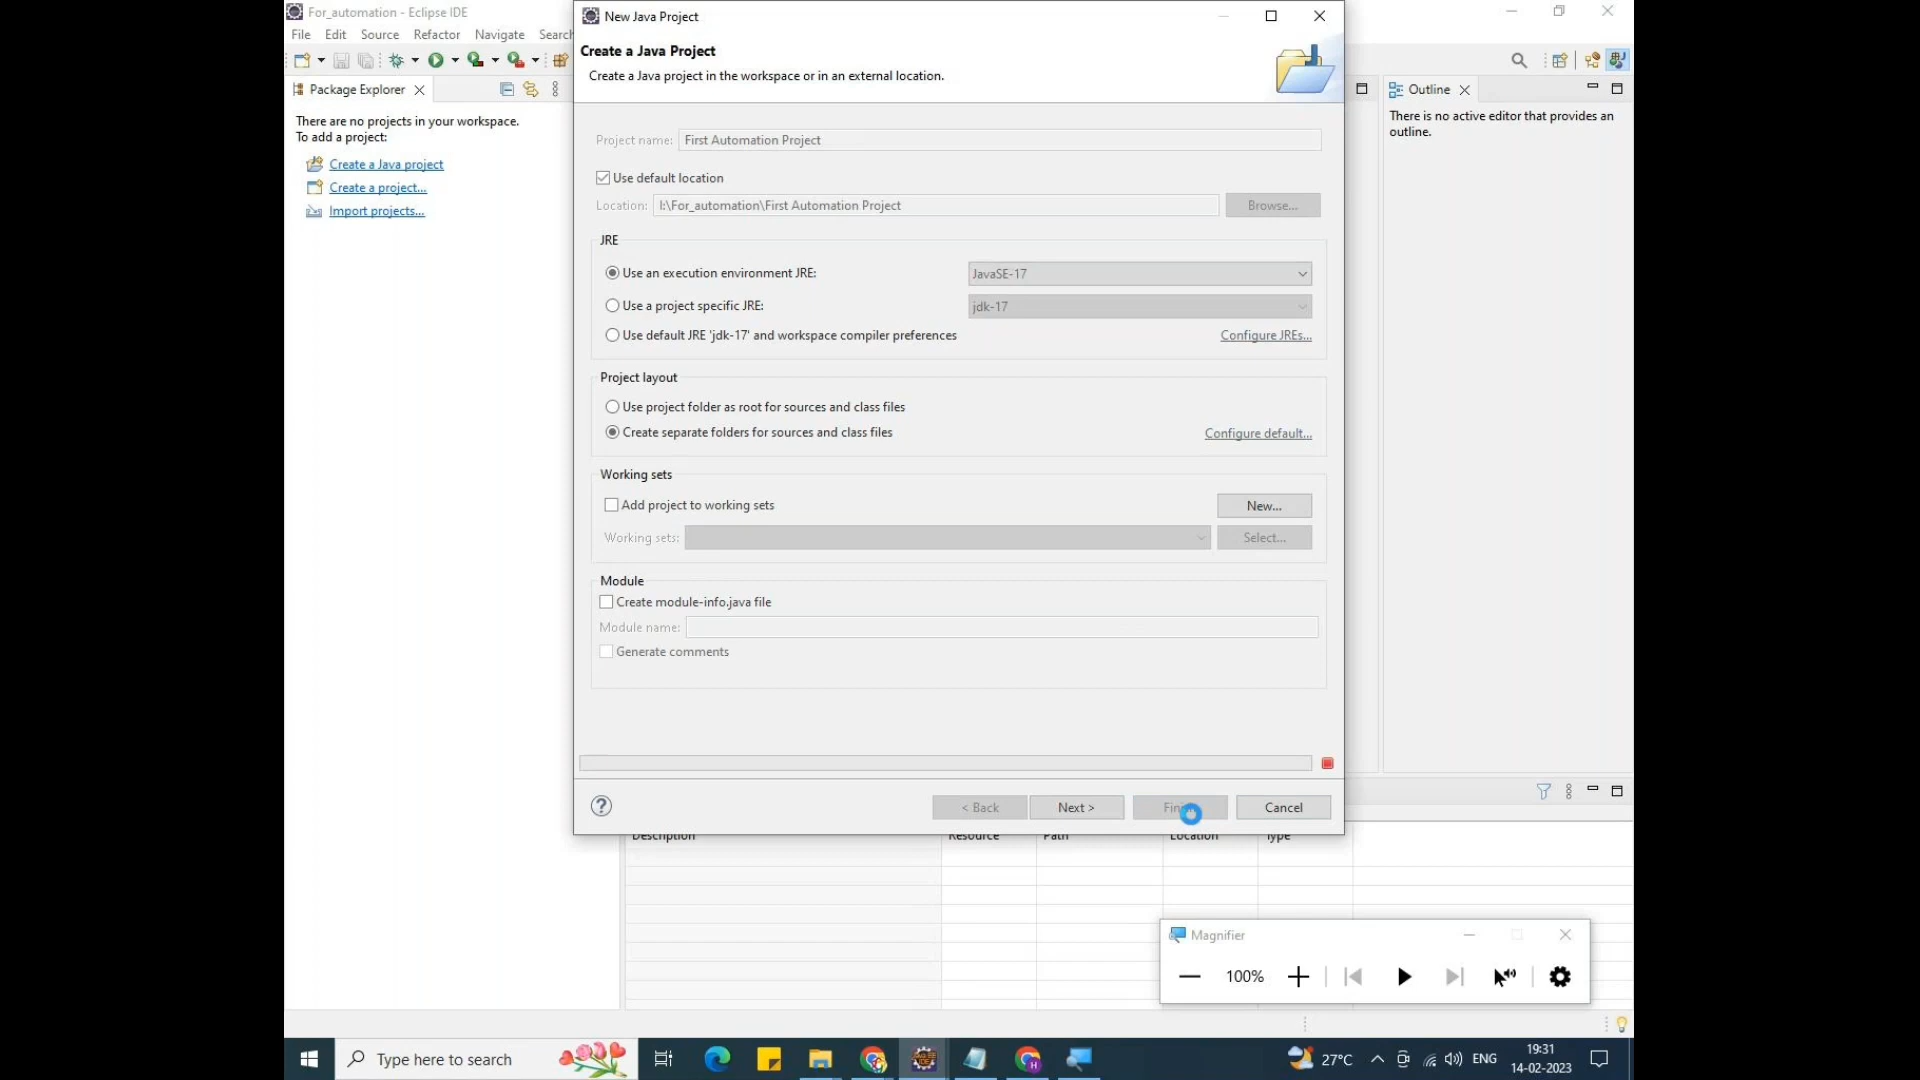 For_automation - Eclipse IDE
File Edit Source Refactor Navigate Search
Package Explorer
There are no projects in your workspace.
To add a project:
Create a Java project
Create a project...
Import projects...
New Java Project
Create a Java Project
Create a Java project in the workspace or in an external location.
Project name: First Automation Project
Use default location
Location: I:\For_automation\First Automation Project Browse...
JRE
Use an execution environment JRE: JavaSE-17
Use a project specific JRE: jdk-17
Use default JRE 'jdk-17' and workspace compiler preferences Configure JREs...
Project layout
Use project folder as root for sources and class files
Create separate folders for sources and class files Configure default...
Working sets
Add project to working sets New...
Working sets: Select...
Module
Create module-info.java file
Module name:
Generate comments
< Back Next > Cancel
Outline
There is no active editor that provides an
outline.
Description Resource Path Location Type
Magnifier
100%
Type here to search
27°C ENG
19:31
14-02-2023